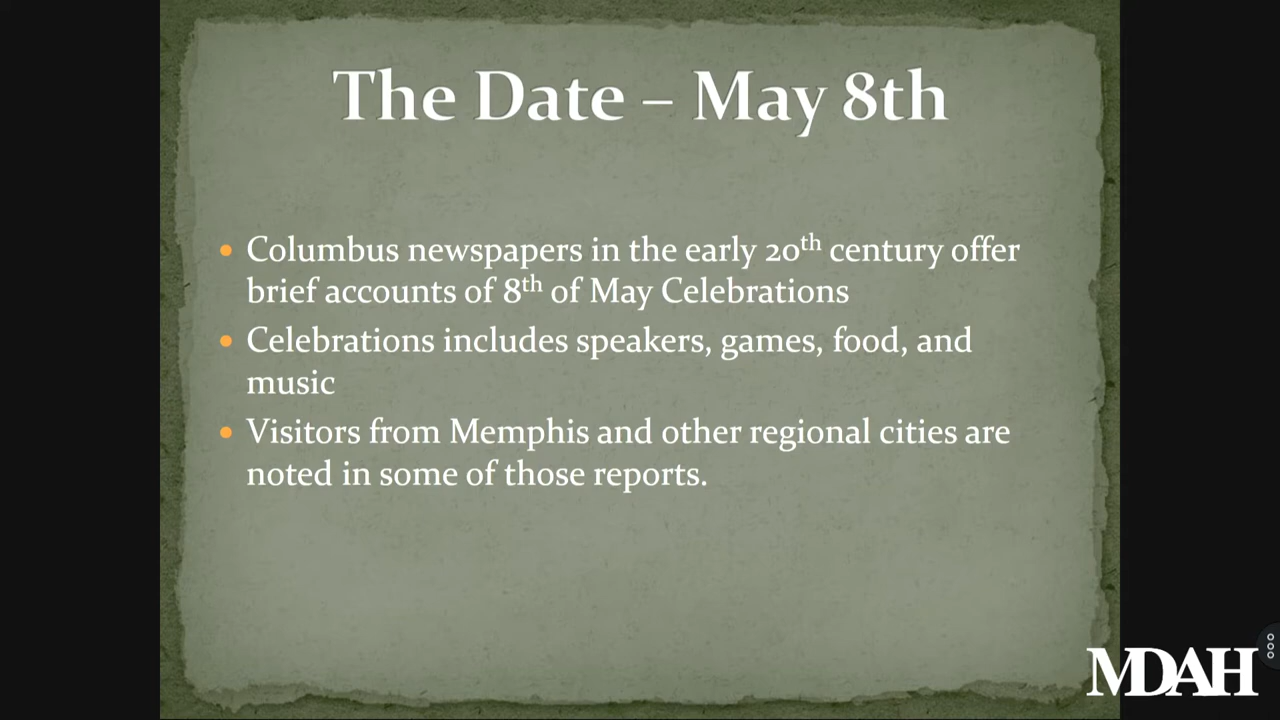 The Date – May 8th
Columbus newspapers in the early 20th century offer
brief accounts of 8th of May Celebrations
Celebrations includes speakers, games, food, and
music
Visitors from Memphis and other regional cities are
noted in some of those reports.
MDAH